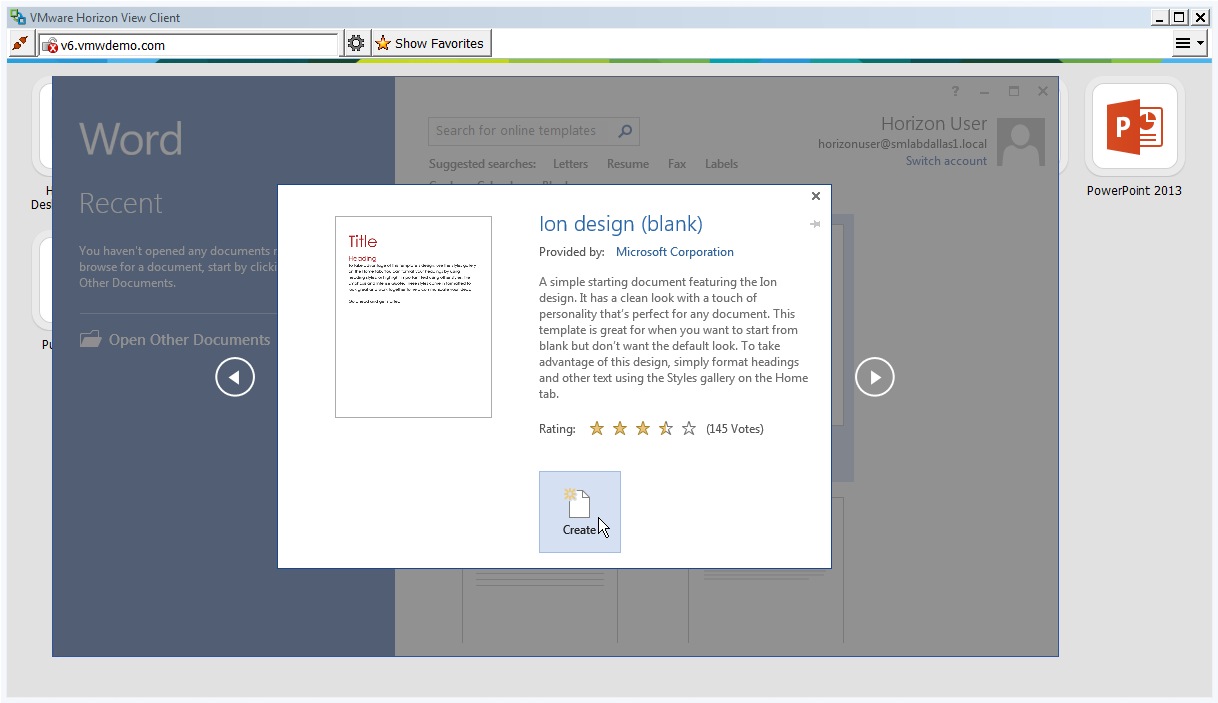 VMware Horizon View Client
v6.vmwdemo.com
Show Favorites
Word
Recent
You haven't opened any documents
browse for a document, start by
Other Documents.
Open Other Documents
?
Search for online templates
Suggested searches: Letters Resume Fax Labels
Horizon User
horizonuser@smlabdallas1.local
Switch account
P
PowerPoint 2013
Title
Heading
Ion design (blank)
Provided by: Microsoft Corporation
A simple starting document featuring the Ion
design. It has a clean look with a touch of
personality that's perfect for any document. This
template is great for when you want to start from
blank but don't want the default look. To take
advantage of this design, simply format headings
and other text using the Styles gallery on the Home
tab.
Rating: (145 Votes)
Create